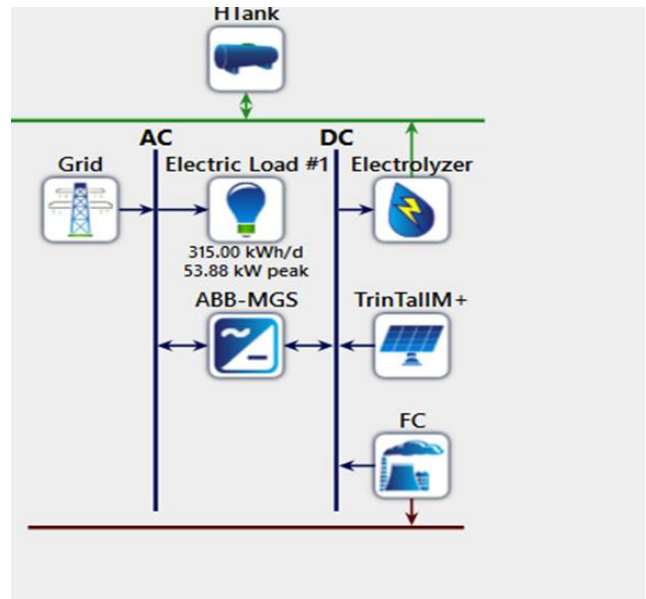 HTank
AC
DC
Grid
Electric Load #1
Electrolyzer
315.00 kWh/d
53.88 kW peak
ABB-MGS
TrinTallM+
FC